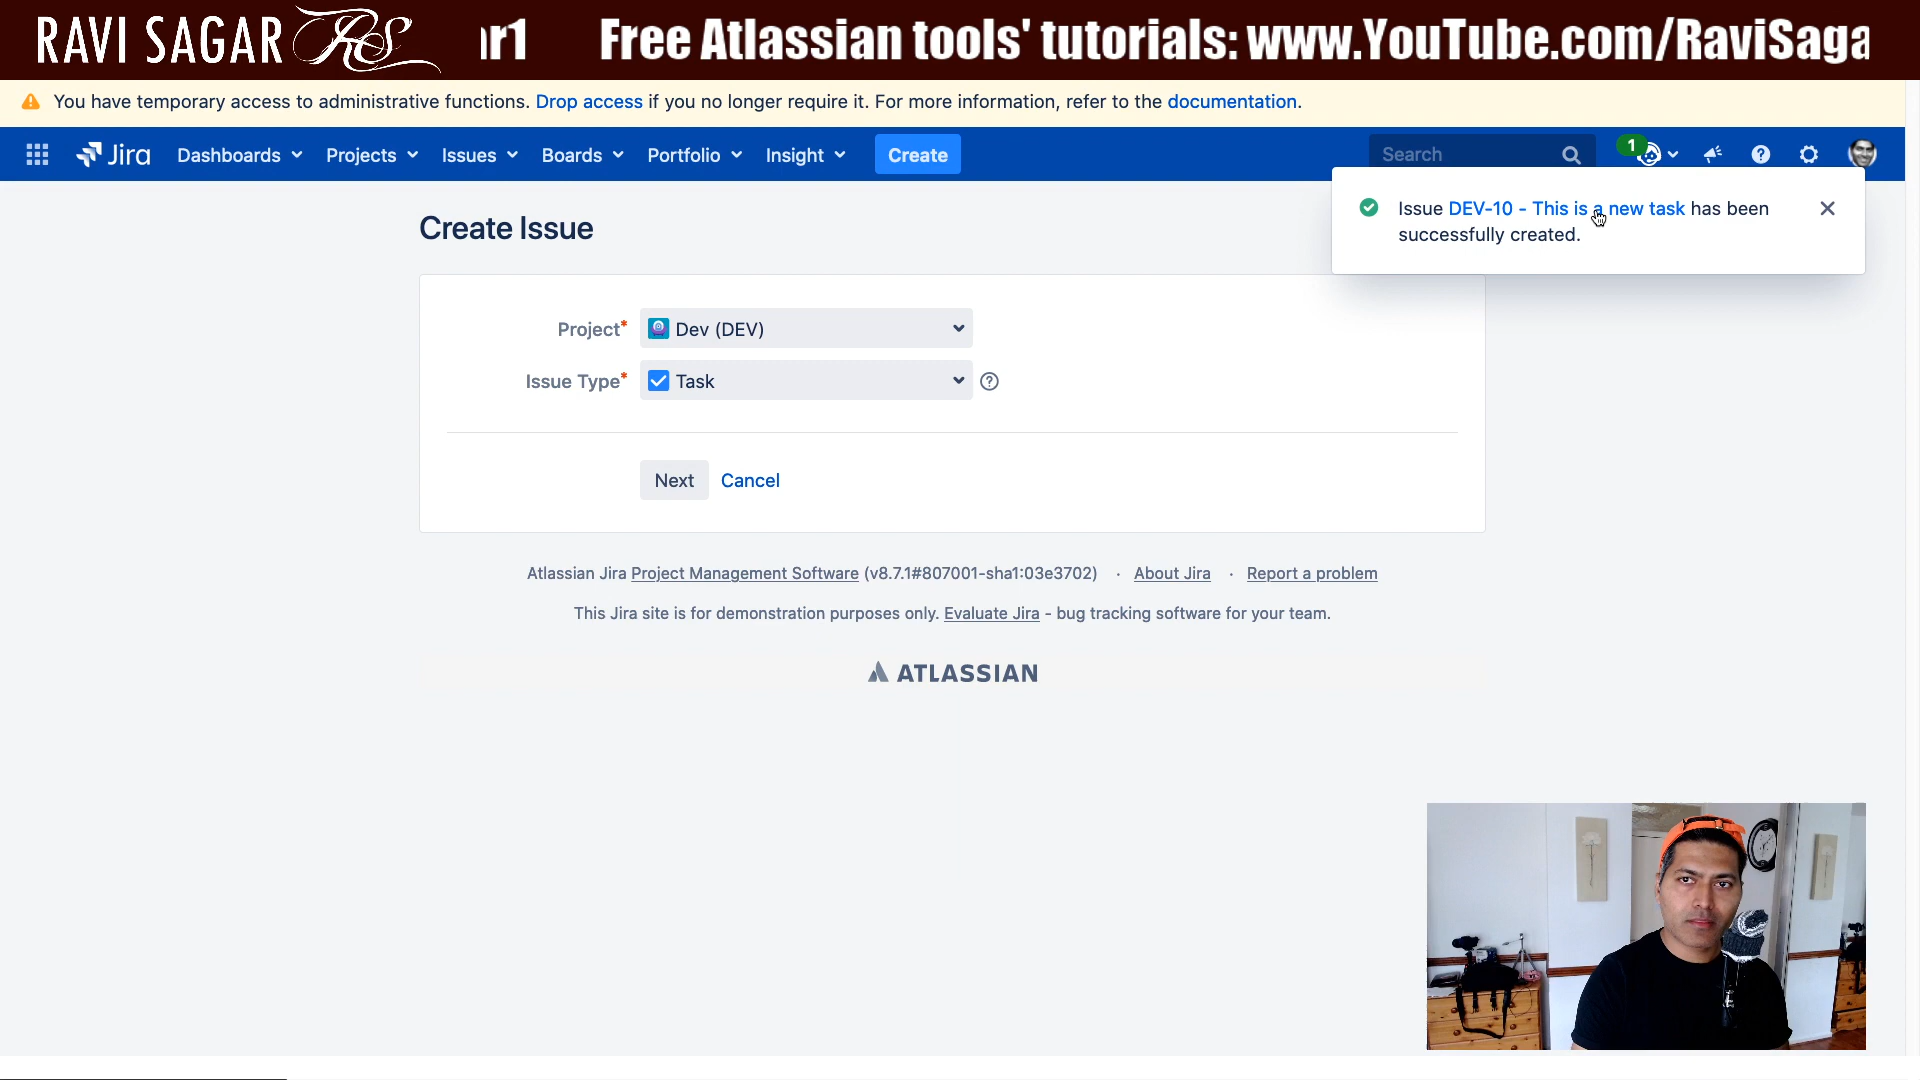 RAVI SAGAR RS ır1 Free Atlassian tools' tutorials: www.YouTube.com/RaviSaga
You have temporary access to administrative functions. Drop access if you no longer require it. For more information, refer to the documentation.
Jira Dashboards Projects Issues Boards Portfolio Insight Create Search 1
Issue DEV-10 - This is a new task has been
successfully created.
Create Issue
Project* Dev (DEV)
Issue Type* Task
Next Cancel
Atlassian Jira Project Management Software (v8.7.1#807001-sha1:03e3702) · About Jira · Report a problem
This Jira site is for demonstration purposes only. Evaluate Jira - bug tracking software for your team.
ATLASSIAN